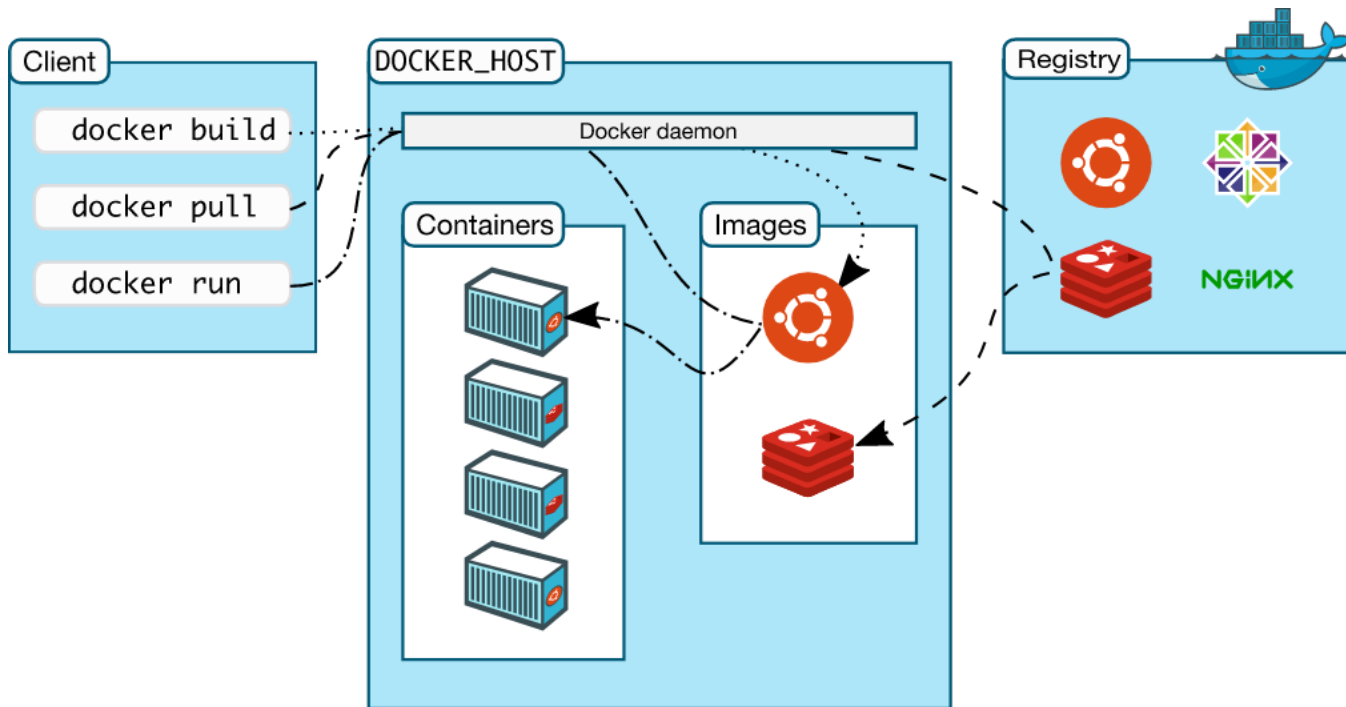 Client
docker build
docker pull
docker run
DOCKER_HOST
Docker daemon
Containers
Images
Registry
NGINX